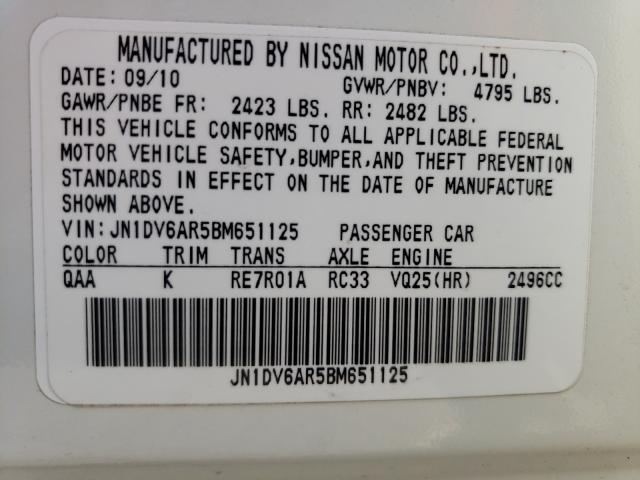 MANUFACTURED BY NISSAN MOTOR CO.,LTD.
DATE: 09/10 GVWR/PNBV: 4795 LBS.
GAWR/PNBE FR: 2423 LBS. RR: 2482 LBS.
THIS VEHICLE CONFORMS TO ALL APPLICABLE FEDERAL
MOTOR VEHICLE SAFETY,BUMPER,AND THEFT PREVENTION
STANDARDS IN EFFECT ON THE DATE OF MANUFACTURE
SHOWN ABOVE.
VIN:JN1DV6AR5BM651125 PASSENGER CAR
COLOR TRIM TRANS AXLE ENGINE
QAA K RE7R01A RC33 VQ25(HR) 2496CC
JN1DV6AR5BM651125